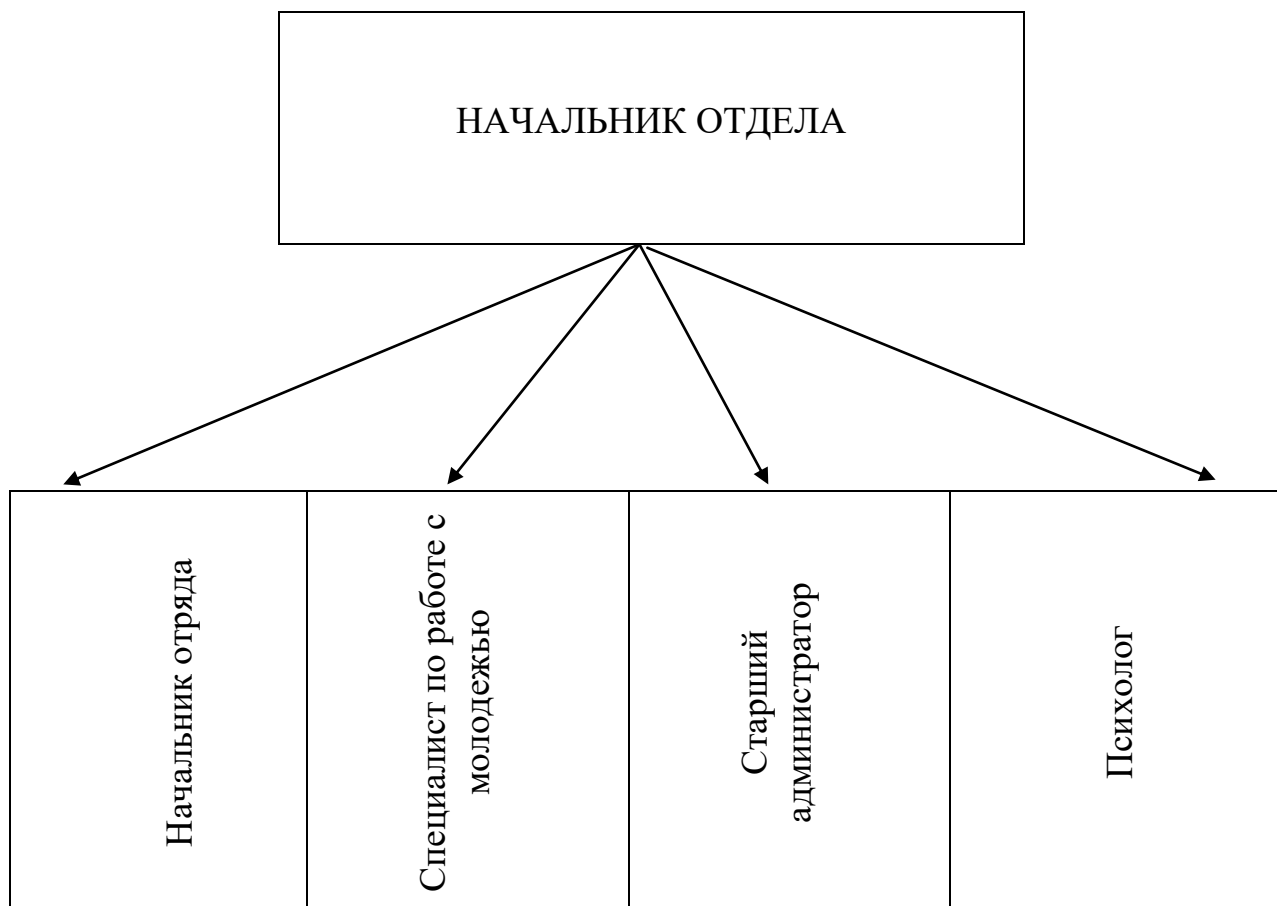 НАЧАЛЬНИК ОТДЕЛА
Начальник отряда
Специалист по работе с
молодежью
Старший
администратор
Психолог